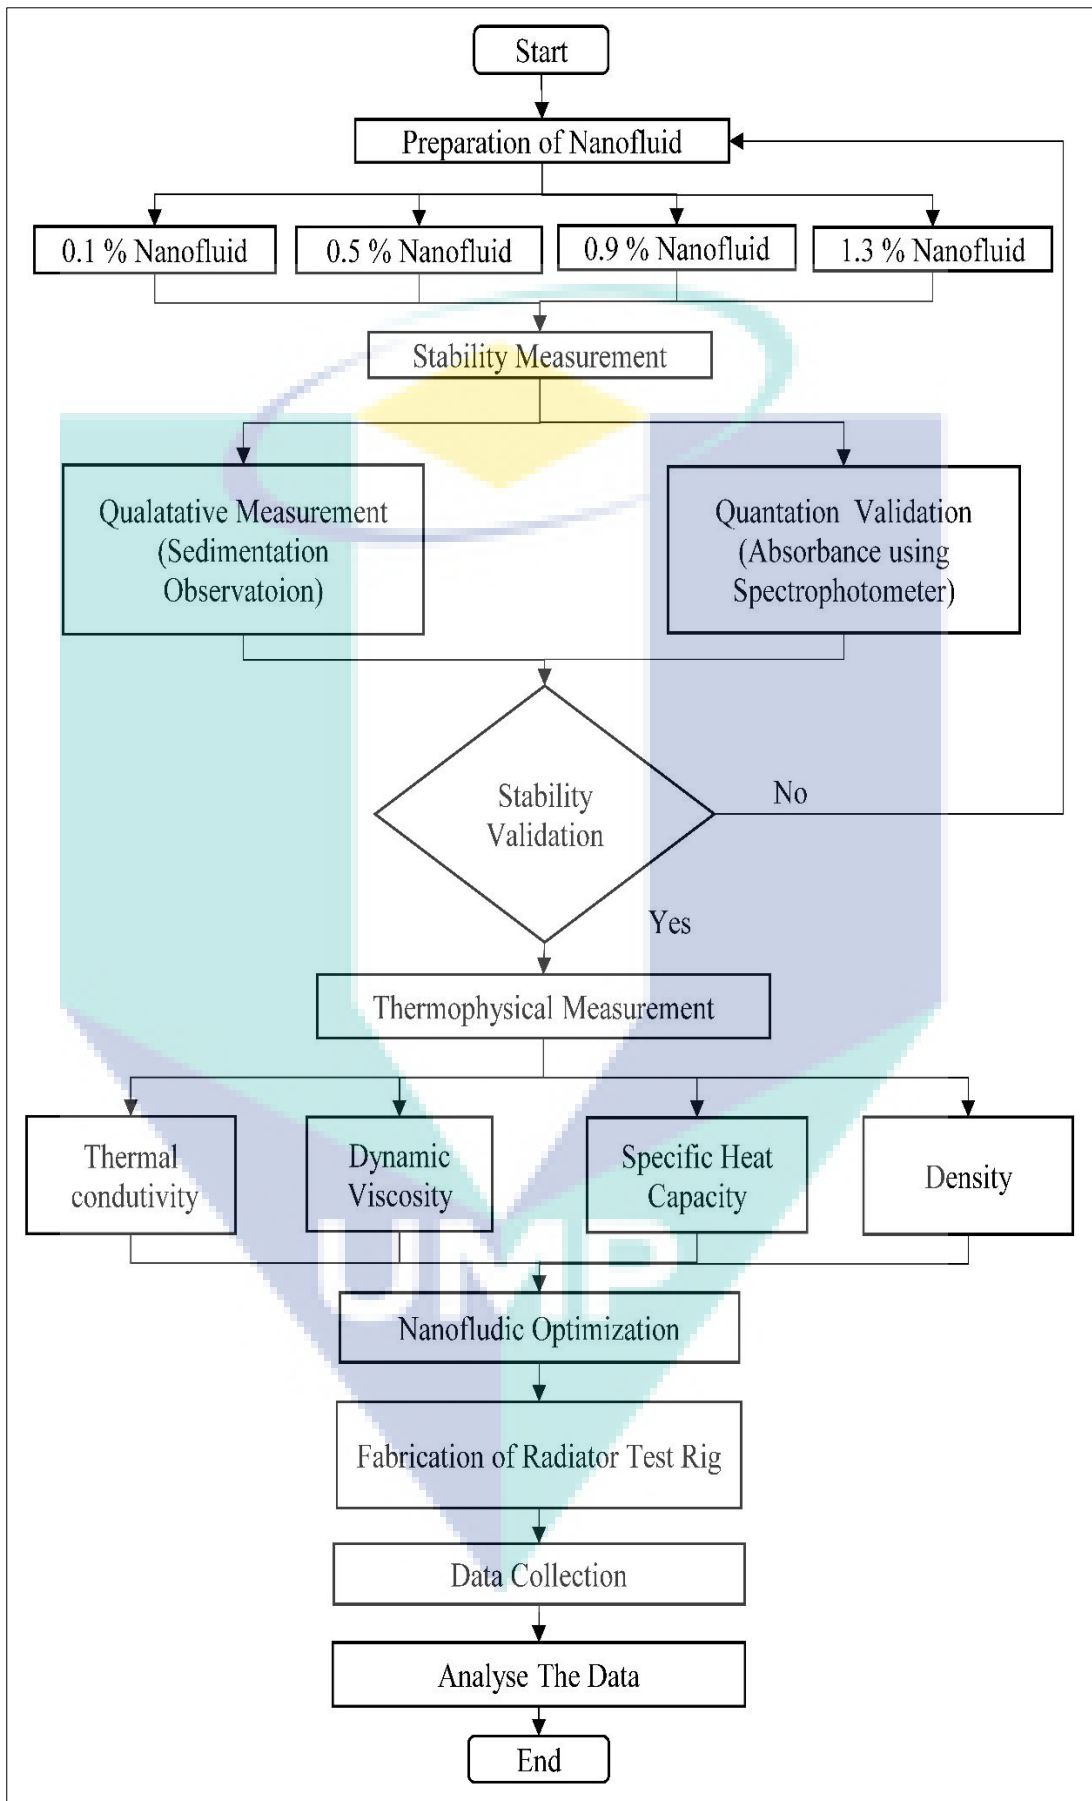 Start
Preparation of Nanofluid
0.1 % Nanofluid
0.5 % Nanofluid
0.9 % Nanofluid
1.3 % Nanofluid
Stability Measurement
Qualatative Measurement
(Sedimentation
Observatoion)
Quantation Validation
(Absorbance using
Spectrophotometer)
Stability
Validation
No
Yes
Thermophysical Measurement
Thermal
condutivity
Dynamic
Viscosity
Specific Heat
Capacity
Density
UMP
Nanofludic Optimization
Fabrication of Radiator Test Rig
Data Collection
Analyse The Data
End